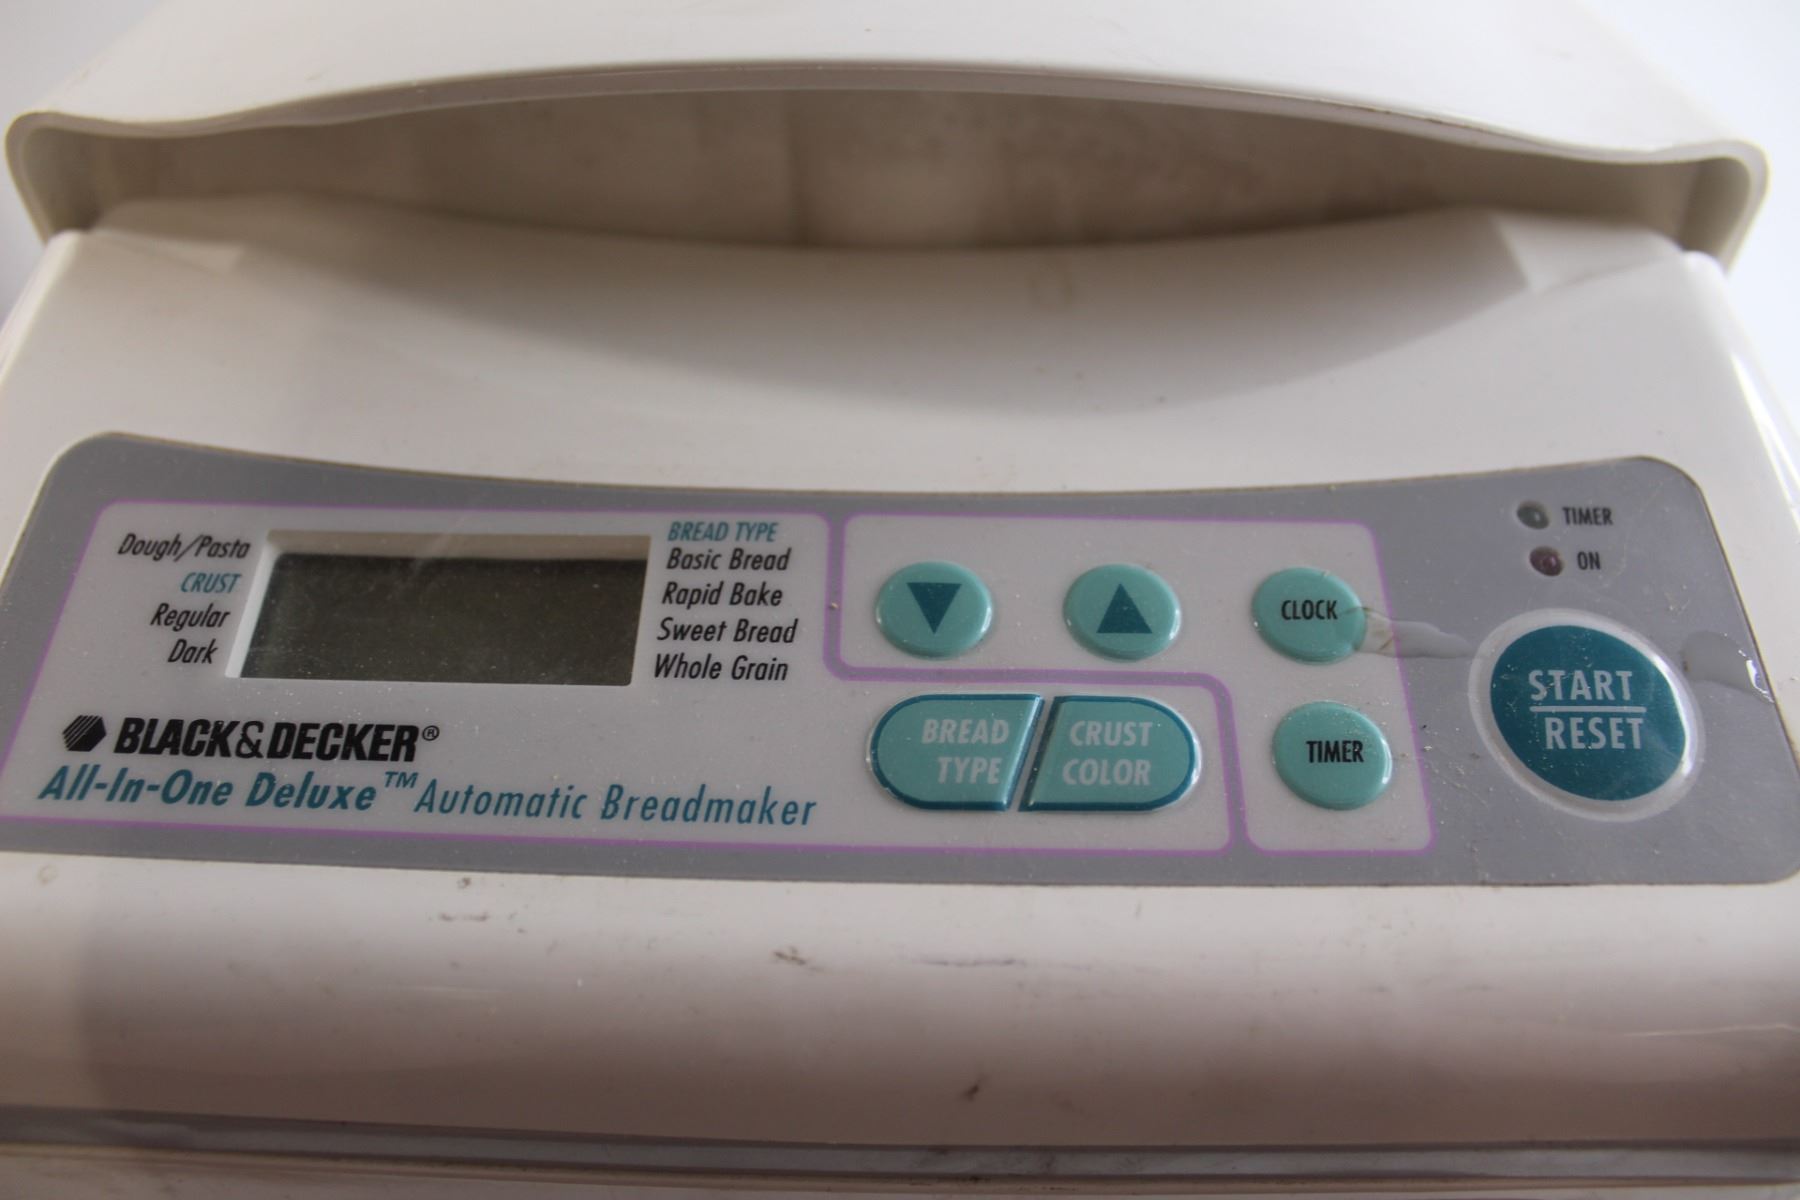 Dough/Pasta
CRUST
Regular
Dark
BREAD TYPE
Basic Bread
Rapid Bake
Sweet Bread
Whole Grain
BLACK&DECKER®
All-In-One Deluxe™ Automatic Breadmaker
BREAD
TYPE
CRUST
COLOR
CLOCK
TIMER
TIMER
ON
START
RESET